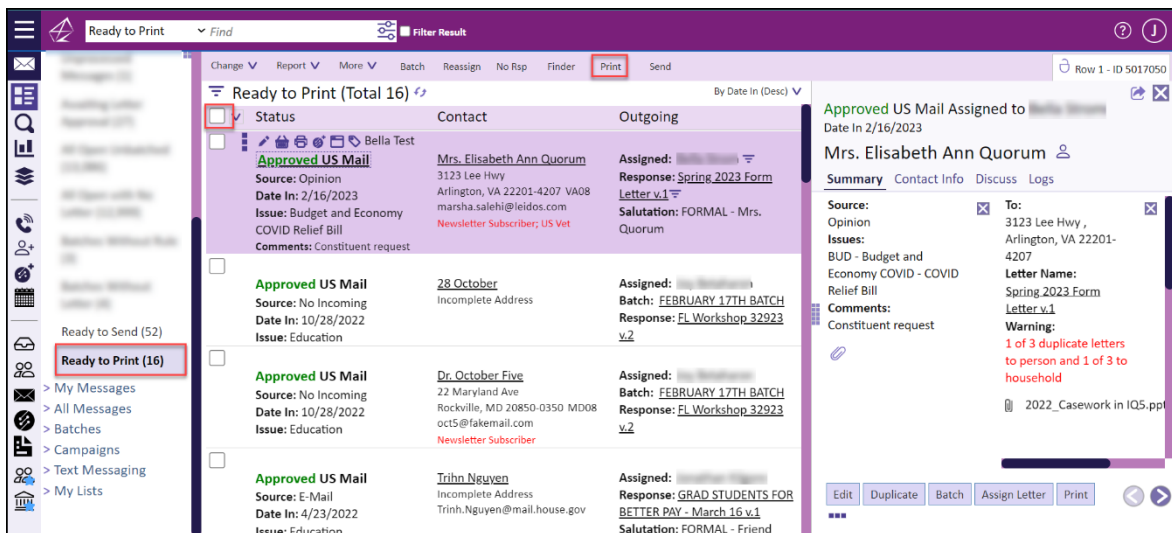 Ready to Print
Find
Filter Result
J
Change Report More Batch Reassign No Rsp Finder Print Send
Row 1 - ID 5017050
Ready to Print (Total 16)
By Date In (Desc)
Status Contact Outgoing
Bella Test
Approved US Mail
Source: Opinion
Date In: 2/16/2023
Issue: Budget and Economy
COVID Relief Bill
Comments: Constituent request
Mrs. Elisabeth Ann Quorum
3123 Lee Hwy
Arlington, VA 22201-4207 VA08
marsha.salehi@leidos.com
Newsletter Subscriber; US Vet
Assigned:
Response: Spring 2023 Form
Letter v.1
Salutation: FORMAL - Mrs.
Quorum
Approved US Mail
Source: No Incoming
Date In: 10/28/2022
Issue: Education
28 October
Incomplete Address
Assigned:
Batch: FEBRUARY 17TH BATCH
Response: FL Workshop 32923
v.2
Approved US Mail
Source: No Incoming
Date In: 10/28/2022
Issue: Education
Dr. October Five
22 Maryland Ave
Rockville, MD 20850-0350 MD08
oct5@fakemail.com
Newsletter Subscriber
Assigned:
Batch: FEBRUARY 17TH BATCH
Response: FL Workshop 32923
v.2
Approved US Mail
Source: E-Mail
Date In: 4/23/2022
Issue: Education
Trihn Nguyen
Incomplete Address
Trinh.Nguyen@mail.house.gov
Assigned:
Response: GRAD STUDENTS FOR
BETTER PAY - March 16 v.1
Salutation: FORMAL - Friend
Ready to Send (52)
Ready to Print (16)
> My Messages
> All Messages
> Batches
> Campaigns
> Text Messaging
> My Lists
Approved US Mail Assigned to
Date In 2/16/2023
Mrs. Elisabeth Ann Quorum
Summary Contact Info Discuss Logs
Source:
Opinion
Issues:
BUD - Budget and
Economy COVID - COVID
Relief Bill
Comments:
Constituent request
To:
3123 Lee Hwy ,
Arlington, VA 22201-
4207
Letter Name:
Spring 2023 Form
Letter v.1
Warning:
1 of 3 duplicate letters
to person and 1 of 3 to
household
2022_Casework in IQ5.ppt
Edit Duplicate Batch Assign Letter Print